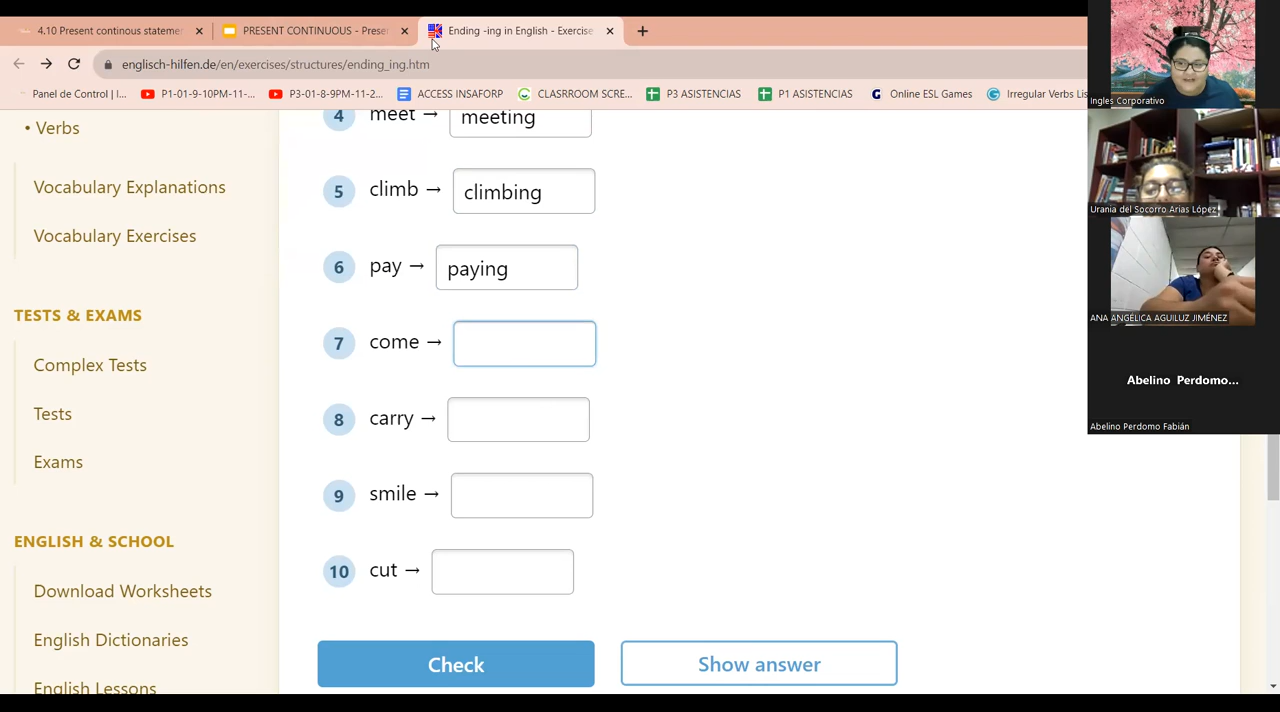 4.10 Present continous stateme
PRESENT CONTINUOUS - Prese
Ending -ing in English - Exercise
englisch-hilfen.de/en/exercises/structures/ending_ing.htm
Panel de Control | I...
P1-01-9-10PM-11-...
P3-01-8-9PM-11-2...
ACCESS INSAFORP
CLASRROOM SCRE...
P3 ASISTENCIAS
P1 ASISTENCIAS
Online ESL Games
Irregular Verbs Lis
Ingles Corporativo
• Verbs
Vocabulary Explanations
Vocabulary Exercises
TESTS & EXAMS
Complex Tests
Tests
Exams
ENGLISH & SCHOOL
Download Worksheets
English Dictionaries
English Lessons
4 meet → meeting
5 climb → climbing
6 pay → paying
7 come →
8 carry →
9 smile →
10 cut →
Check
Show answer
Urania del Socorro Arias López
ANA ANGÉLICA AGUILUZ JIMÉNEZ
Abelino Perdomo...
Abelino Perdomo Fabián